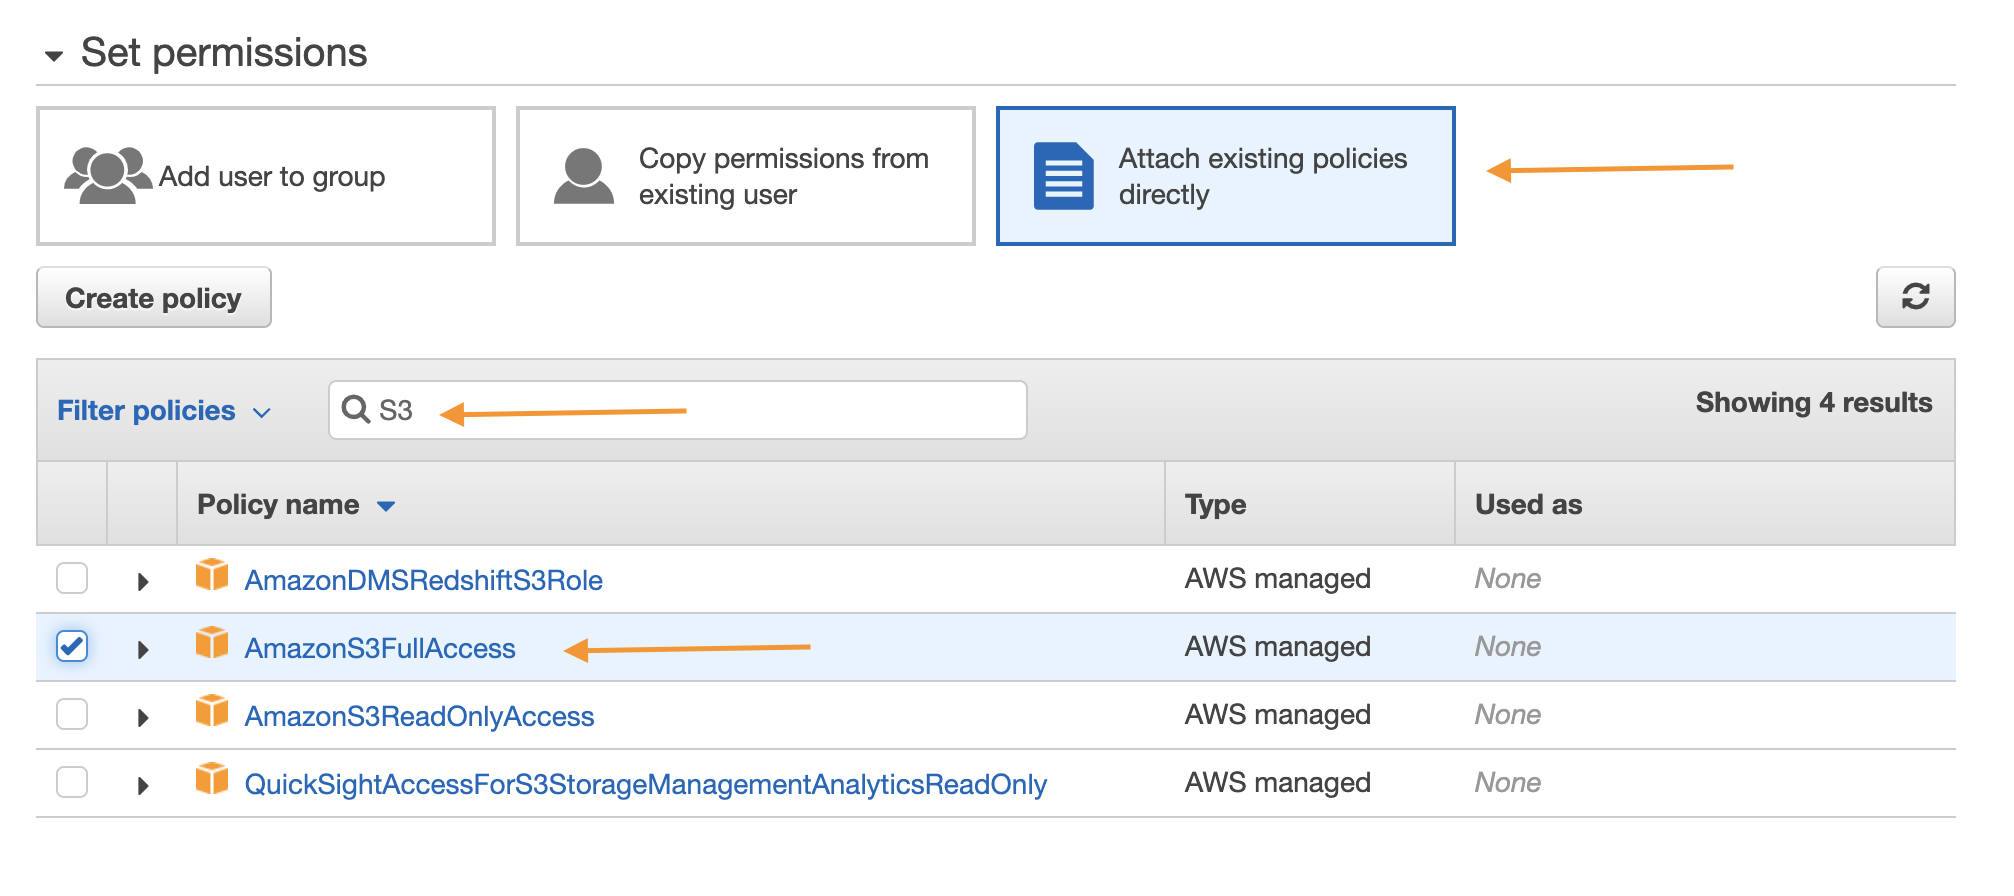 Set permissions
Add user to group
Copy permissions from
existing user
Attach existing policies
directly
Create policy
Filter policies
S3
Showing 4 results
Policy name
Type
Used as
AmazonDMSRedshiftS3Role
AWS managed
None
AmazonS3FullAccess
AWS managed
None
AmazonS3ReadOnlyAccess
AWS managed
None
QuickSightAccessForS3StorageManagementAnalyticsReadOnly
AWS managed
None